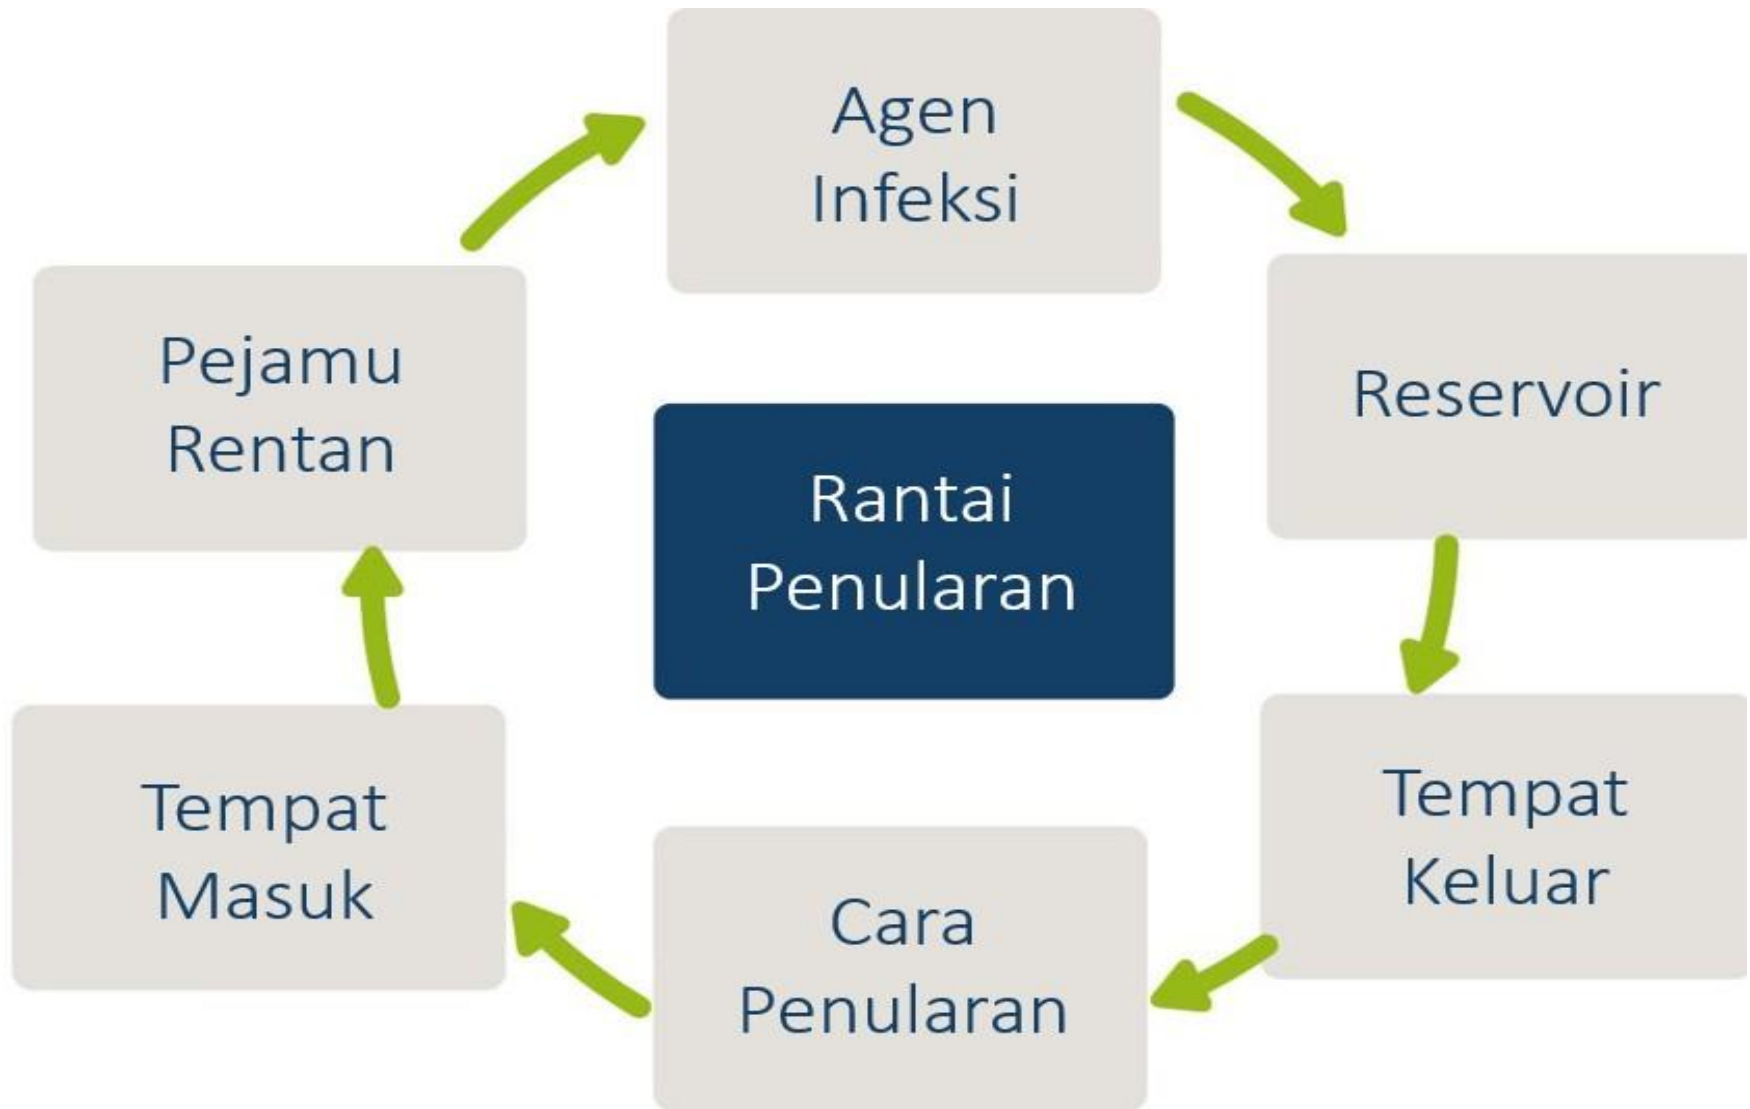 Agen
Infeksi
Reservoir
Tempat
Keluar
Cara
Penularan
Tempat
Masuk
Pejamu
Rentan
Rantai
Penularan